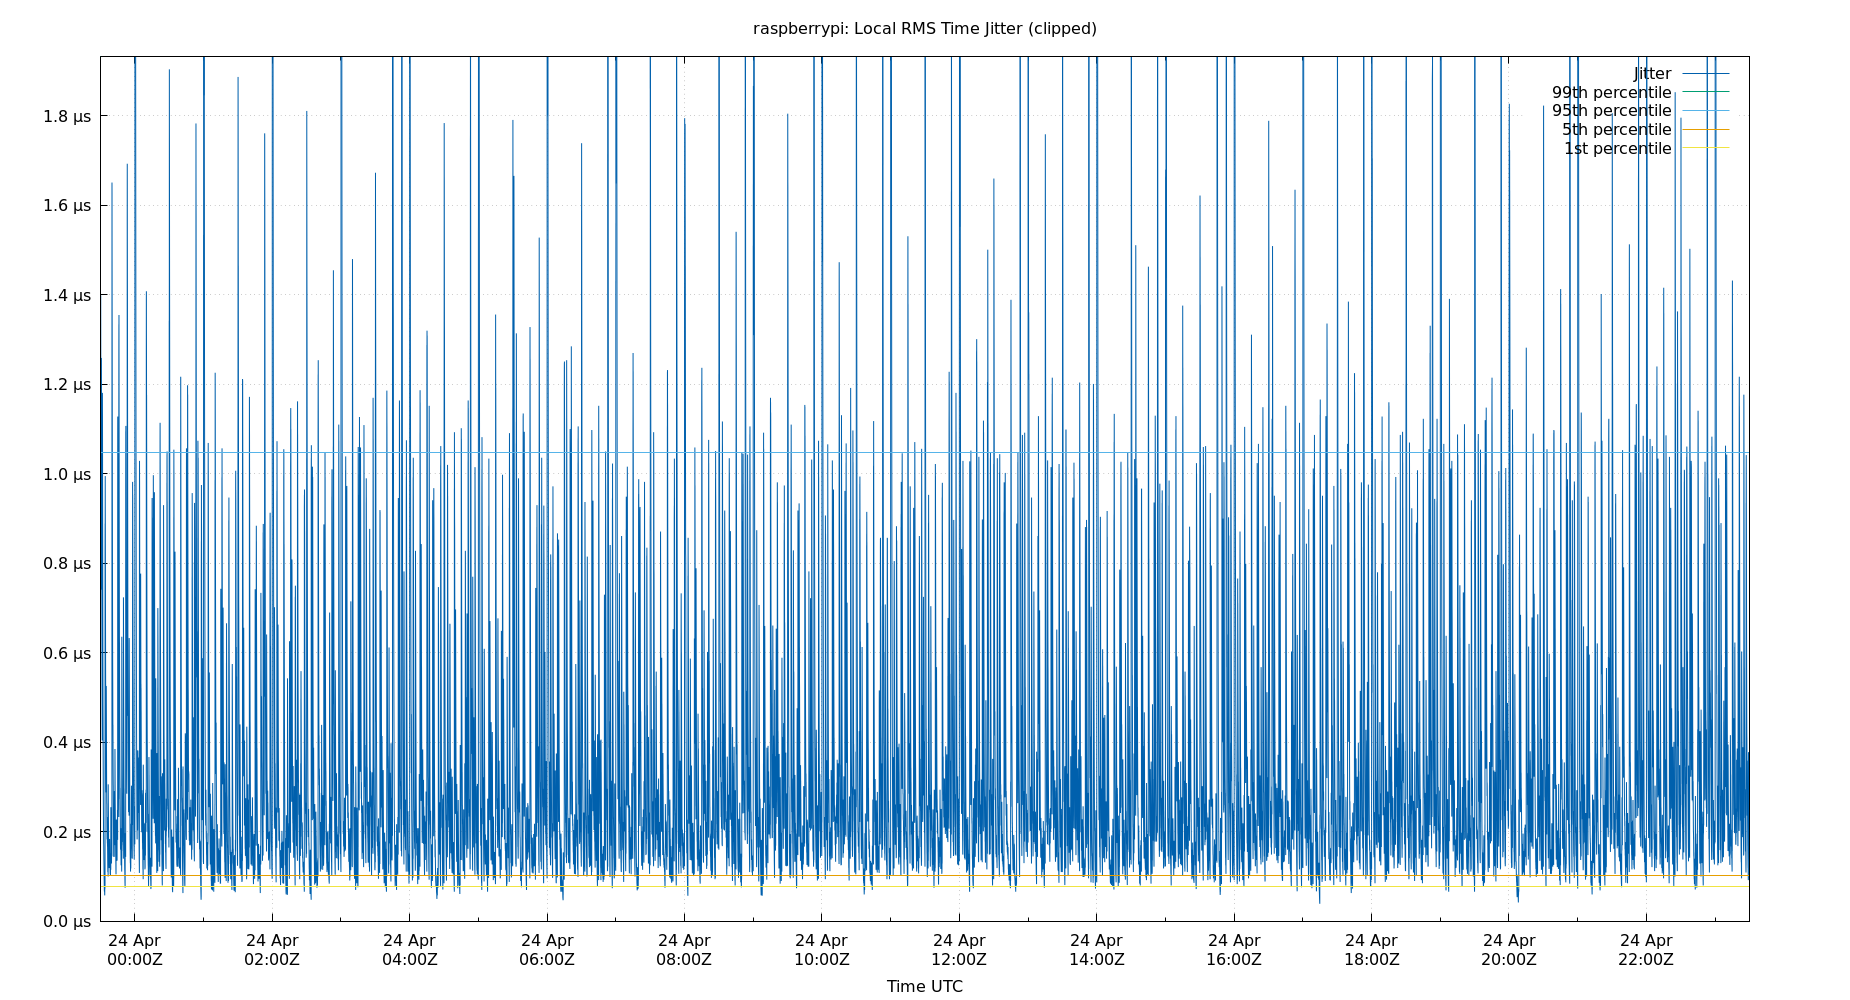 raspberrypi: Local RMS Time Jitter (clipped)
Jitter
99th percentile
95th percentile
5th percentile
1st percentile
1.8 μs
1.6 μs
1.4 μs
1.2 μs
1.0 μs
0.8 μs
0.6 μs
0.4 μs
0.2 μs
0.0 μs
24 Apr 24 Apr 24 Apr 24 Apr 24 Apr 24 Apr 24 Apr 24 Apr 24 Apr 24 Apr 24 Apr 24 Apr
00:00Z 02:00Z 04:00Z 06:00Z 08:00Z 10:00Z 12:00Z 14:00Z 16:00Z 18:00Z 20:00Z 22:00Z
Time UTC